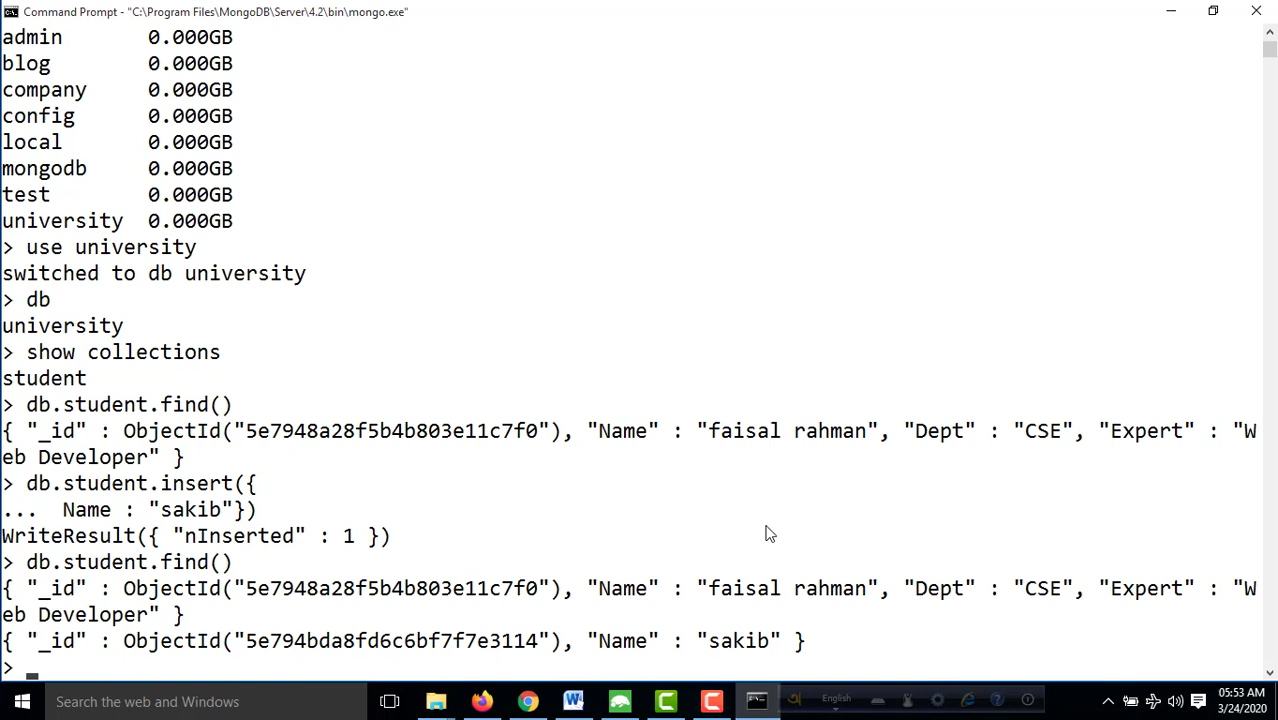 Command Prompt - "C:\Program Files\MongoDB\Server\4.2\bin\mongo.exe"
admin 0.000GB
blog 0.000GB
company 0.000GB
config 0.000GB
local 0.000GB
mongodb 0.000GB
test 0.000GB
university 0.000GB
> use university
switched to db university
> db
university
> show collections
student
> db.student.find()
{ "_id" : ObjectId("5e7948a28f5b4b803e11c7f0"), "Name" : "faisal rahman", "Dept" : "CSE", "Expert" : "W
eb Developer" }
> db.student.insert({
... Name : "sakib"})
WriteResult({ "nInserted" : 1 })
> db.student.find()
{ "_id" : ObjectId("5e7948a28f5b4b803e11c7f0"), "Name" : "faisal rahman", "Dept" : "CSE", "Expert" : "W
eb Developer" }
{ "_id" : ObjectId("5e794bda8fd6c6bf7f7e3114"), "Name" : "sakib" }
>
Search the web and Windows
English
05:53 AM
3/24/2020